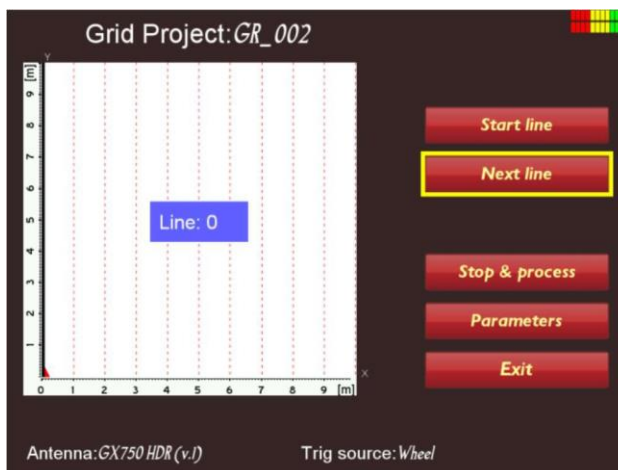 Grid Project:GR_002
Y
[m]
9
8
7
6
5
4
3
2
1
Line: 0
0 1 2 3 4 5 6 7 8 9 [m]
X
Start line
Next line
Stop & process
Parameters
Exit
Antenna:GX750 HDR (v.1) Trig source:Wheel